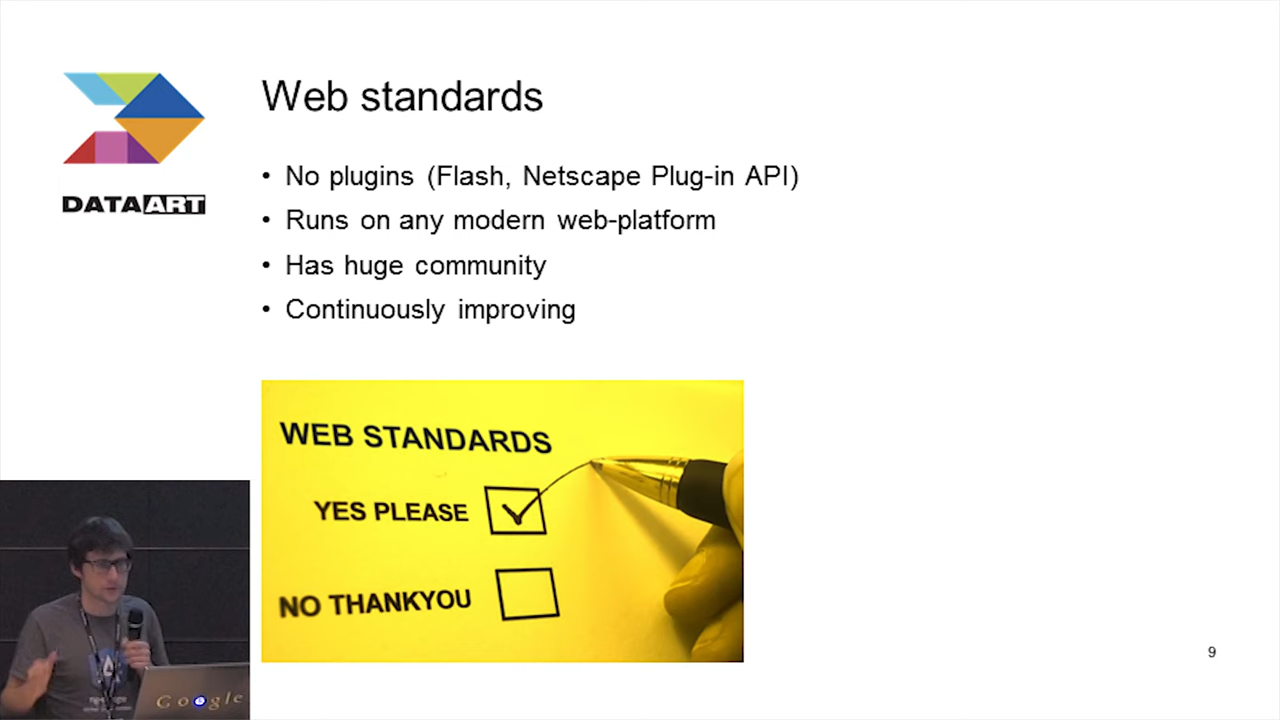 Web standards
DATAART
• No plugins (Flash, Netscape Plug-in API)
• Runs on any modern web-platform
• Has huge community
• Continuously improving
WEB STANDARDS
YES PLEASE
NO THANKYOU
Google
9